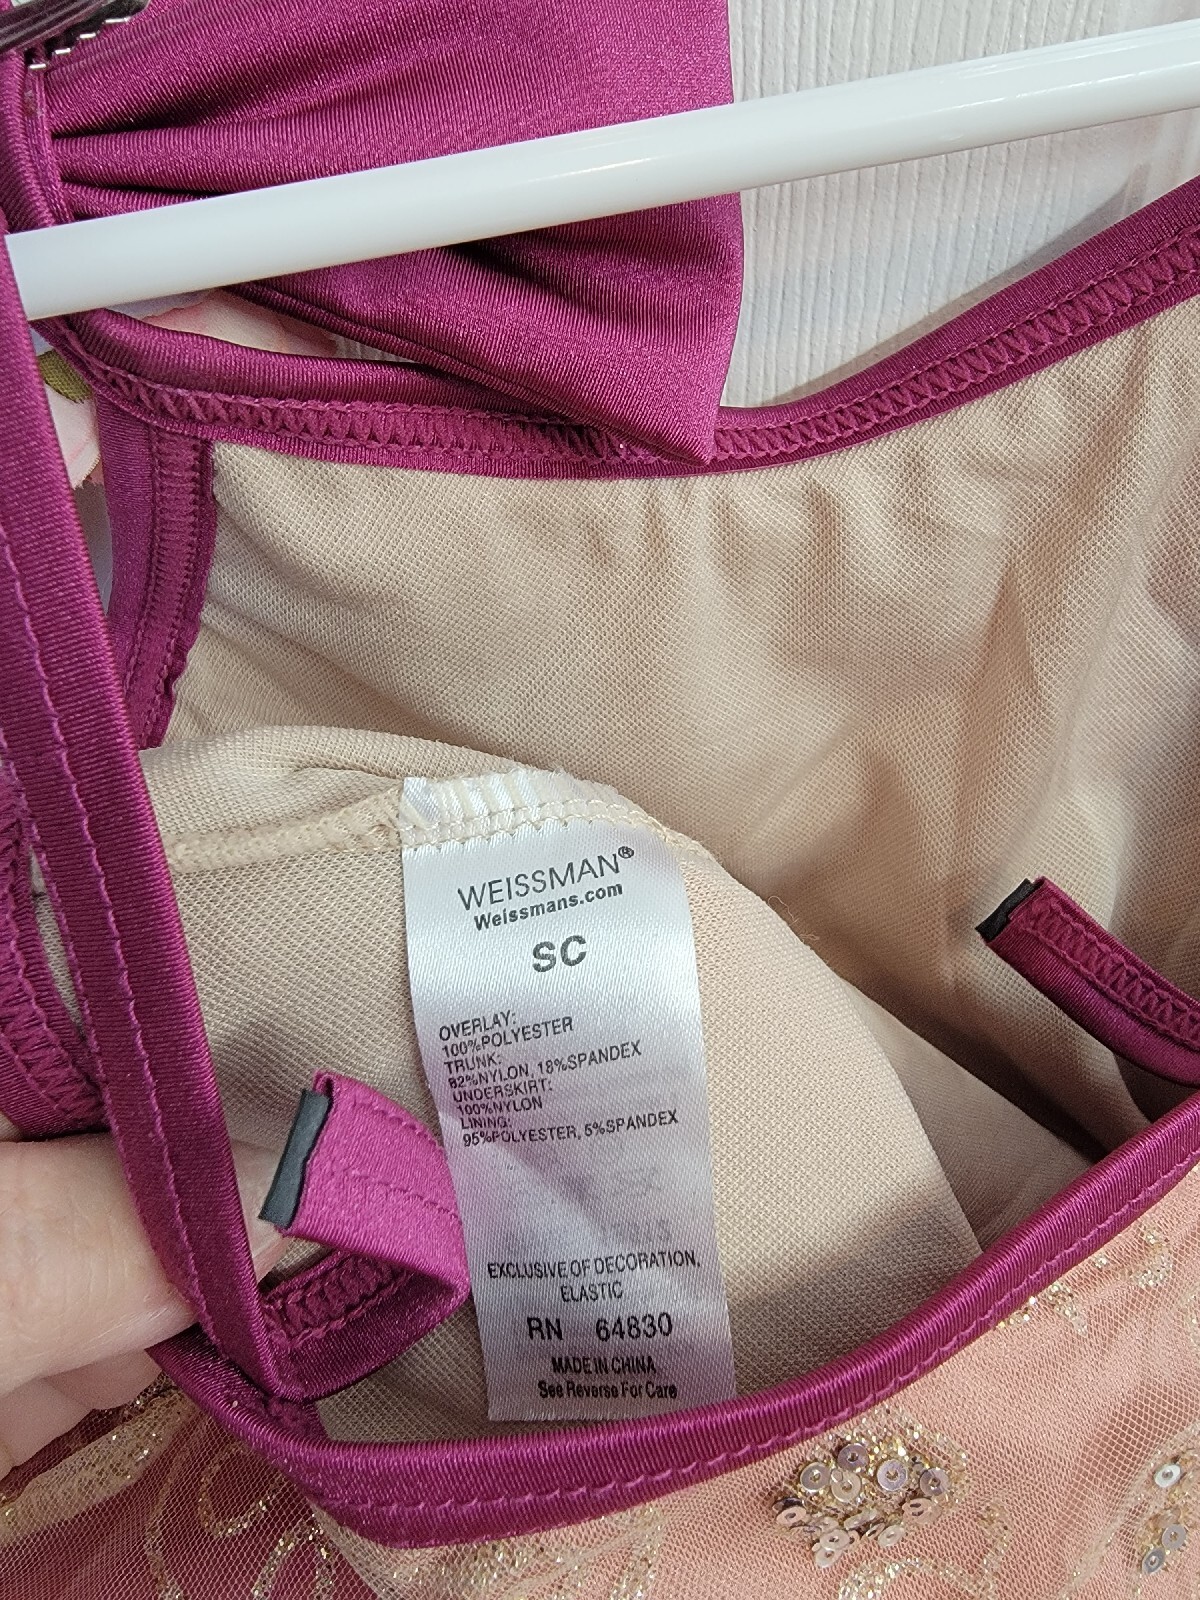 WEISSMAN®
Weissmans.com
SC
OVERLAY:
100%POLYESTER
TRUNK:
82%NYLON, 18%SPANDEX
UNDERSKIRT:
100%NYLON
LINING:
95%POLYESTER, 5%SPANDEX
EXCLUSIVE OF DECORATION,
ELASTIC
RN 64830
MADE IN CHINA
See Reverse For Care